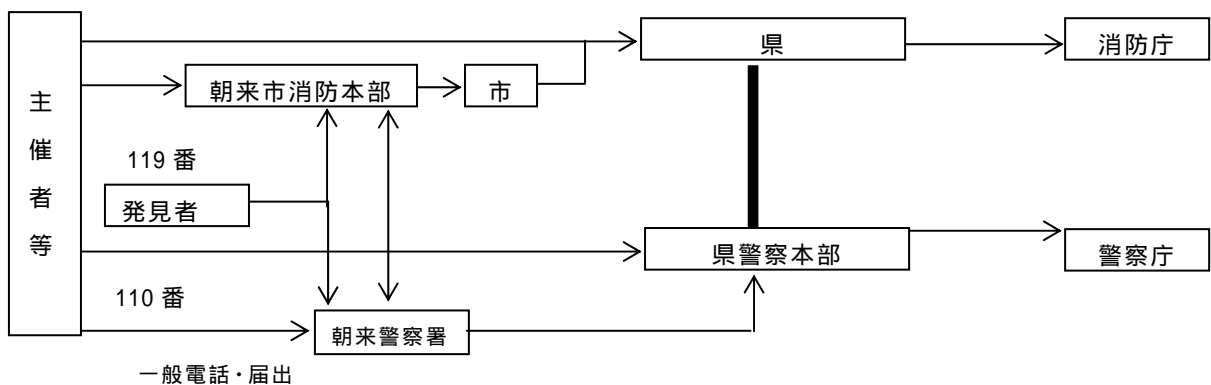 主催者等
県
消防庁
朝来市消防本部
市
119 番
発見者
県警察本部
警察庁
110 番
朝来警察署
一般電話・届出